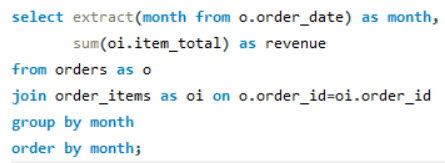 select extract(month from o.order_date) as month,
sum(oi.item_total) as revenue
from orders as o
join order_items as oi on o.order_id=oi.order_id
group by month
order by month;